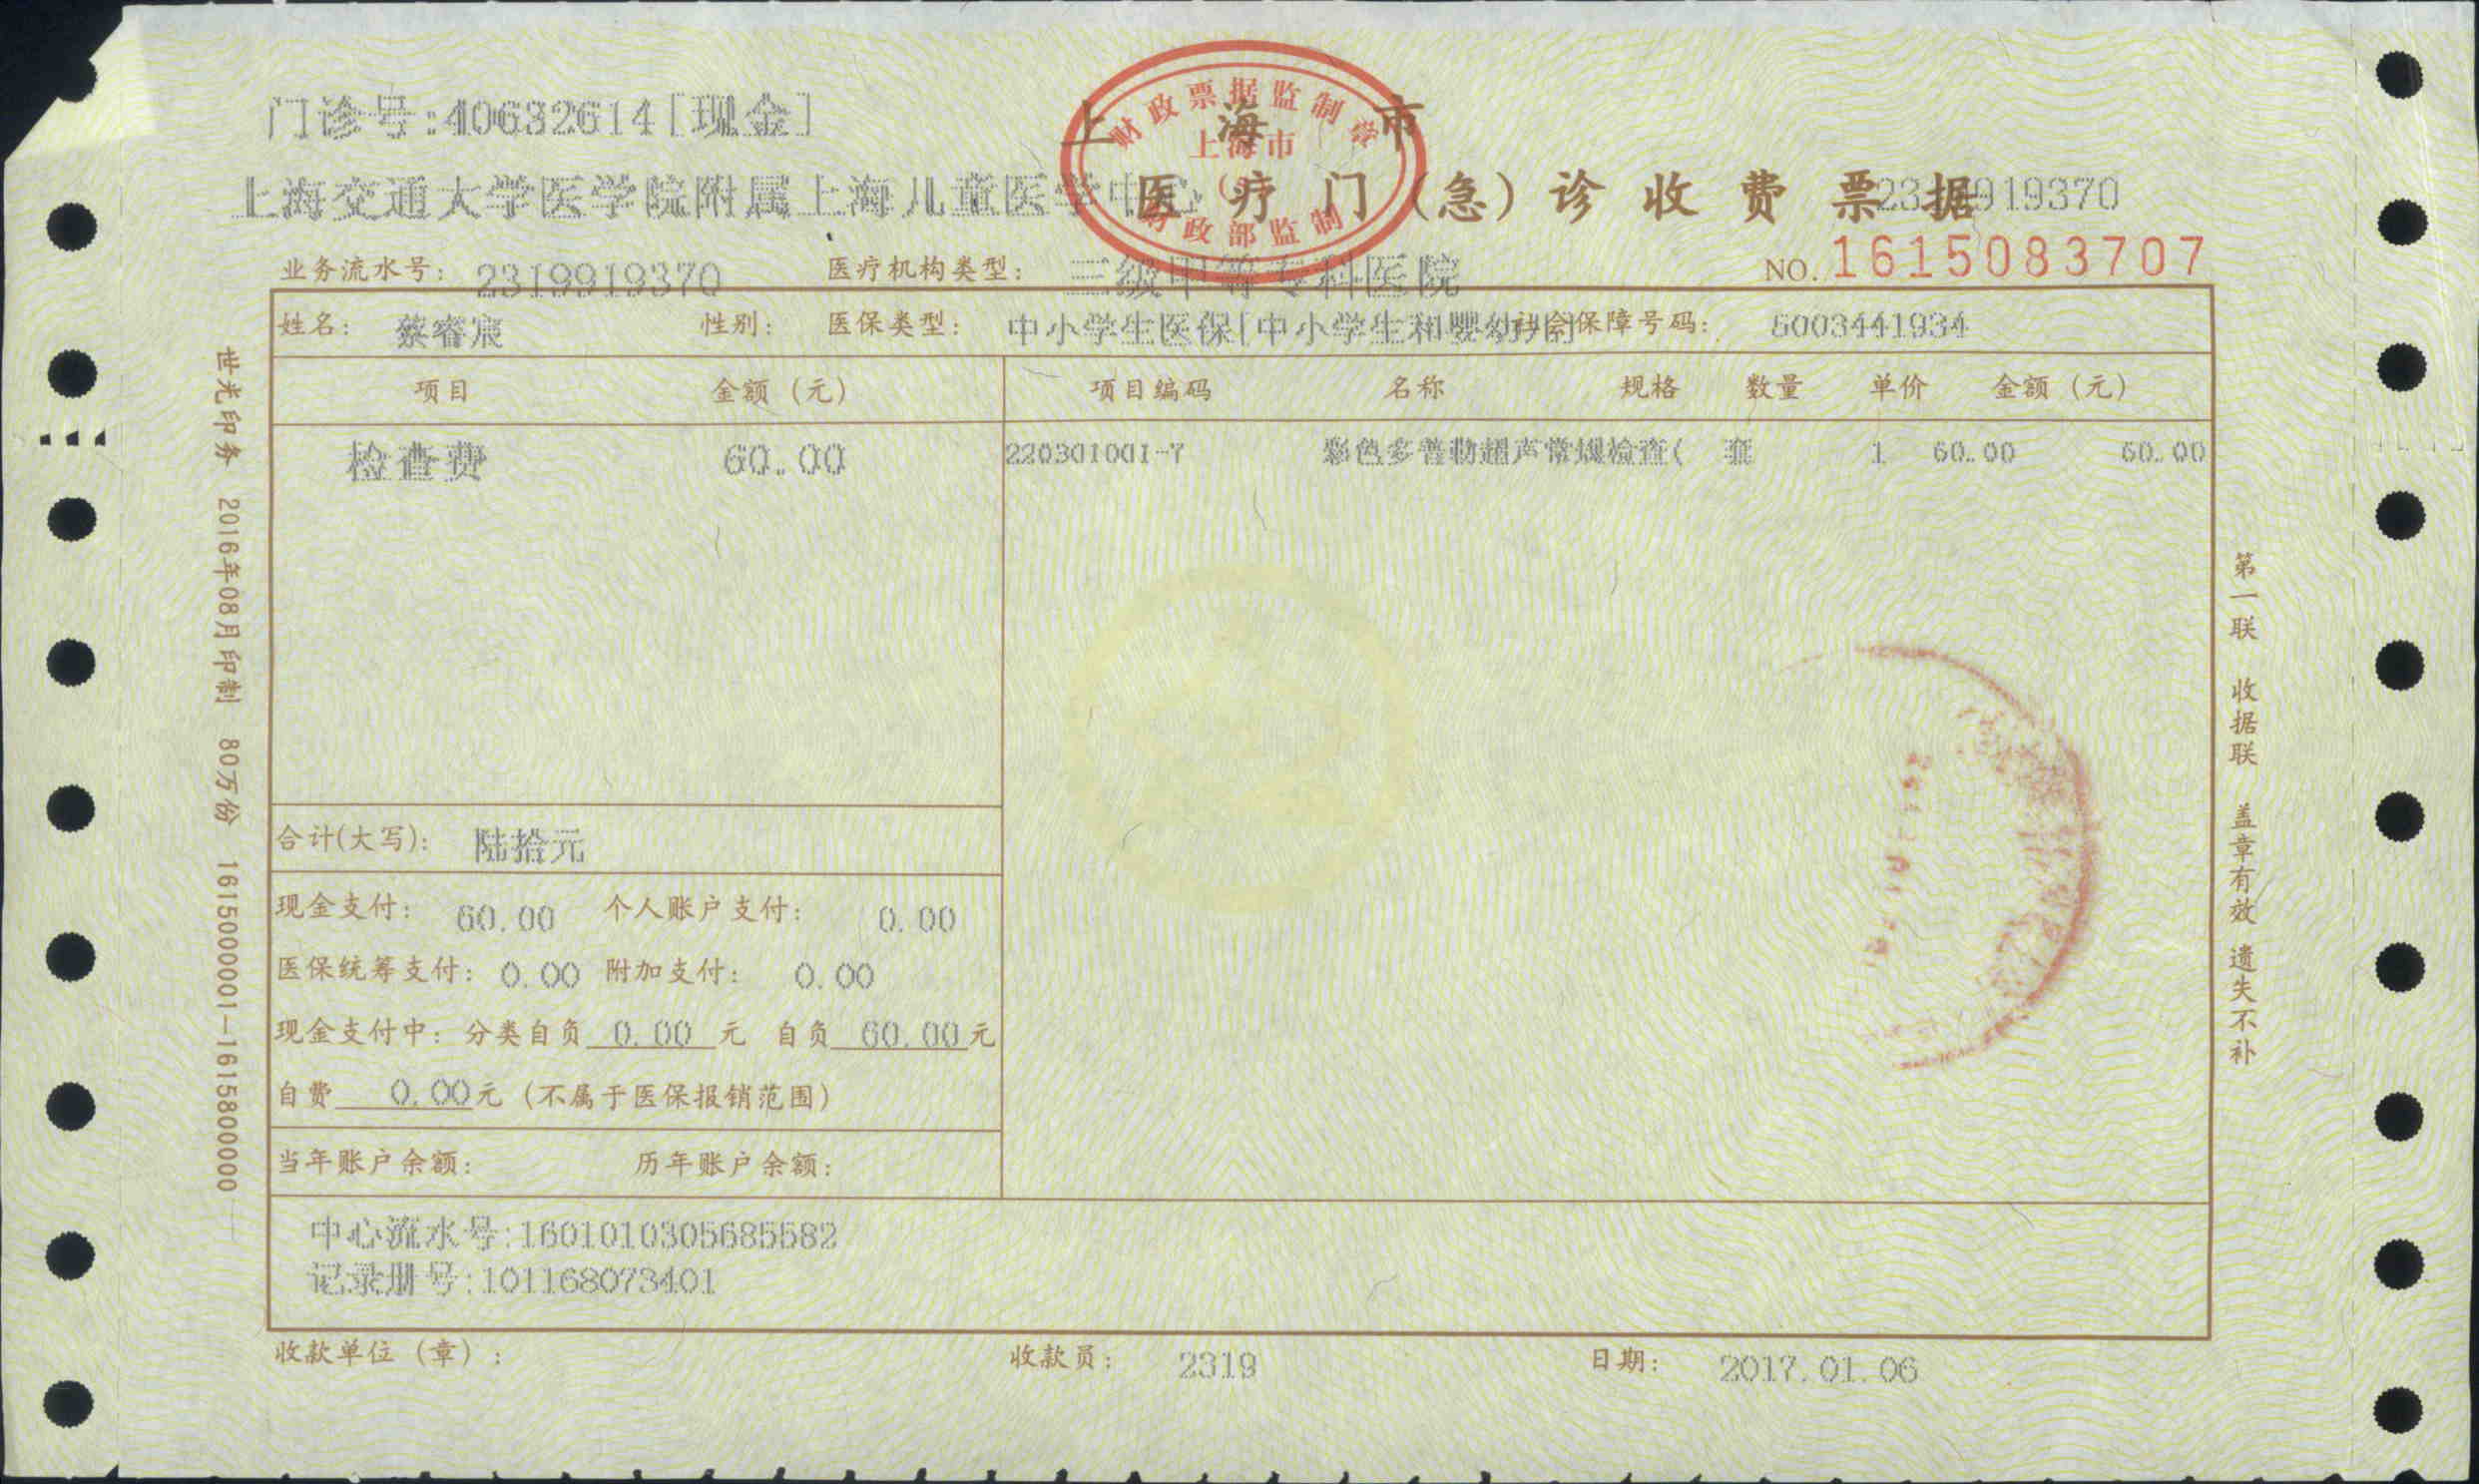 门诊号:40632614[现金]
财政票据监制章
上海市
财政部监制
上海市
上海交通大学医学院附属上海儿童医学中心
医疗门(急)诊收费票据
2319919370
业务流水号: 2319919370 医疗机构类型: 三级甲等专科医院 NO.1615083707
姓名: 蔡睿宸 性别: 医保类型: 中小学生医保[中小学生和婴幼儿] 社会保障号码: 6003441934
项目 金额(元) 项目编码 名称 规格 数量 单价 金额(元)
检查费 60.00 220301001-7 彩色多普勒超声常规检查( 1 60.00 60.00
合计(大写): 陆拾元
现金支付: 60.00 个人账户支付: 0.00
医保统筹支付: 0.00 附加支付: 0.00
现金支付中: 分类自负 0.00 元 自负 60.00元
自费 0.00元(不属于医保报销范围)
当年账户余额: 历年账户余额:
中心流水号:1601010305685582
记录册号:101168073401
收款单位(章): 收款员: 2319 日期: 2017.01.06
世光印务 2016年08月印制 80万份 1615000001-1615800000
第一联 收据联 盖章有效 遗失不补